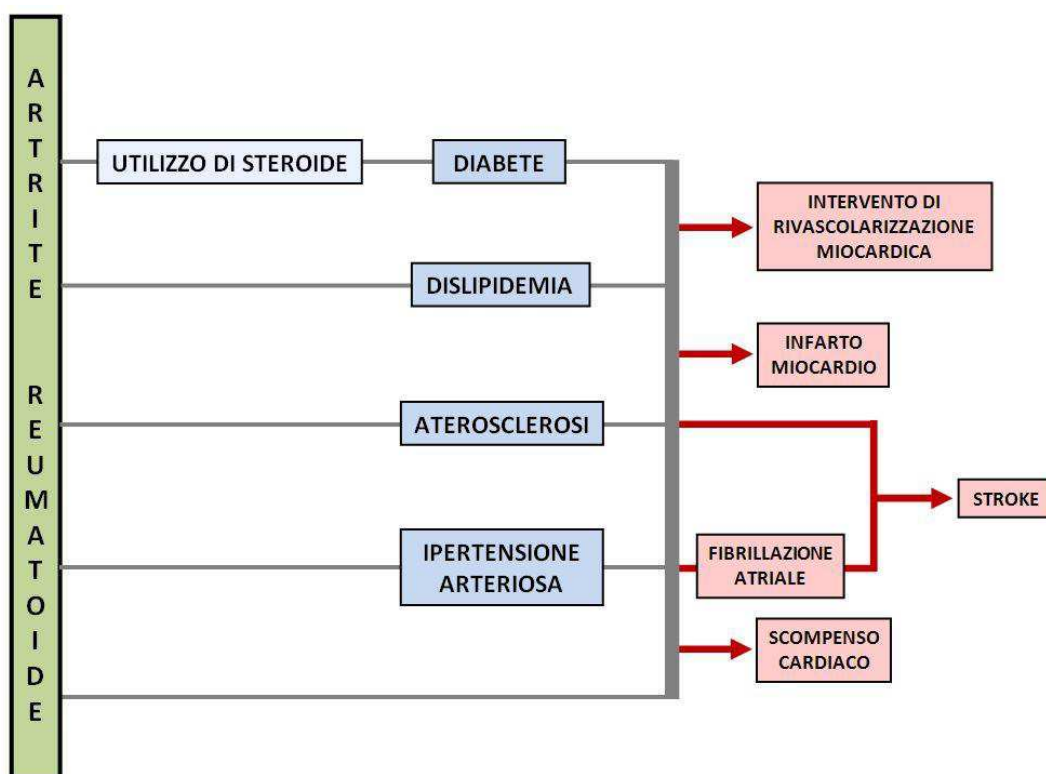 ARTRITE REUMATOIDE
UTILIZZO DI STEROIDE
DIABETE
INTERVENTO DI
RIVASCOLARIZZAZIONE
MIOCARDICA
DISLIPIDEMIA
INFARTO
MIOCARDIO
ATEROSCLEROSI
STROKE
IPERTENSIONE
ARTERIOSA
FIBRILLAZIONE
ATRIALE
SCOMPENSO
CARDIACO